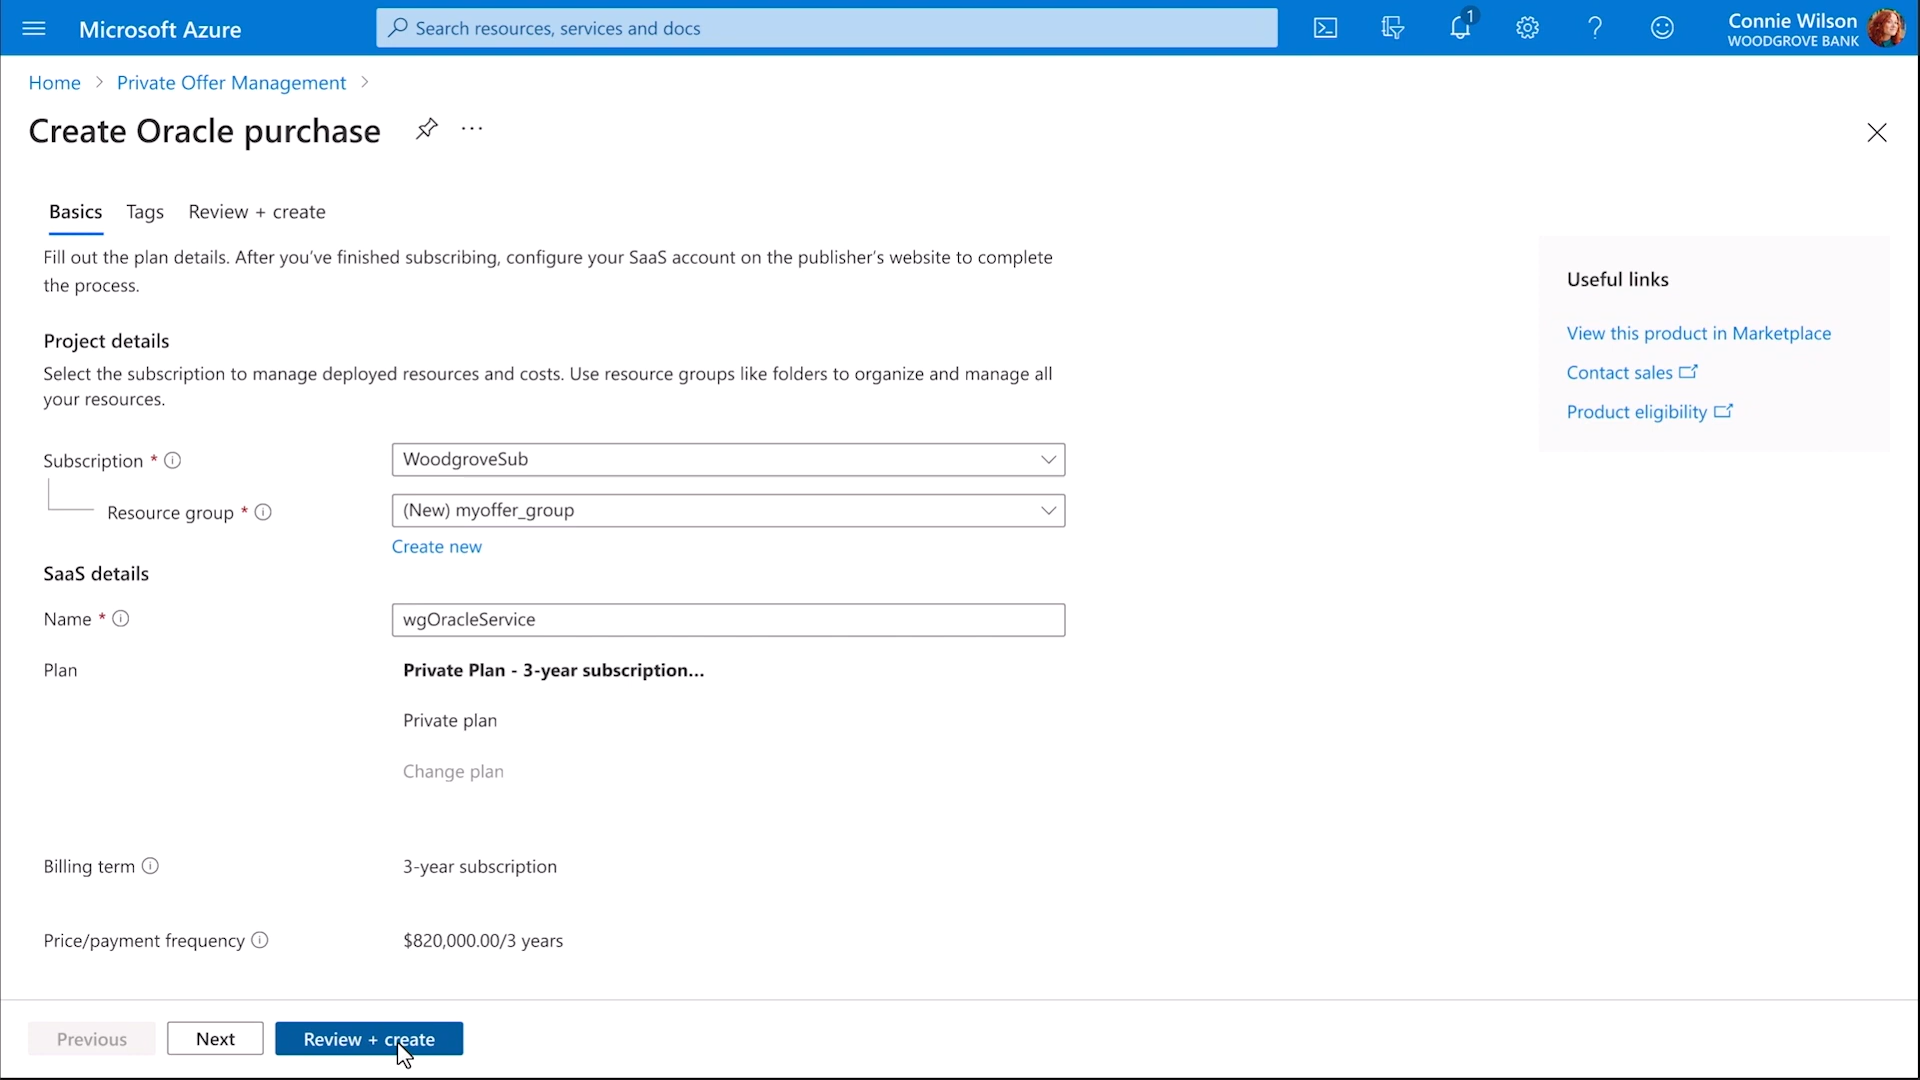 Microsoft Azure
Search resources, services and docs
1
Connie Wilson
WOODGROVE BANK
Home > Private Offer Management >
Create Oracle purchase
Basics Tags Review + create
Fill out the plan details. After you've finished subscribing, configure your SaaS account on the publisher's website to complete
the process.
Project details
Select the subscription to manage deployed resources and costs. Use resource groups like folders to organize and manage all
your resources.
Subscription * WoodgroveSub
Resource group * (New) myoffer_group
Create new
SaaS details
Name * wgOracleService
Plan Private Plan - 3-year subscription...
Private plan
Change plan
Billing term 3-year subscription
Price/payment frequency $820,000.00/3 years
Useful links
View this product in Marketplace
Contact sales
Product eligibility
Previous Next Review + create